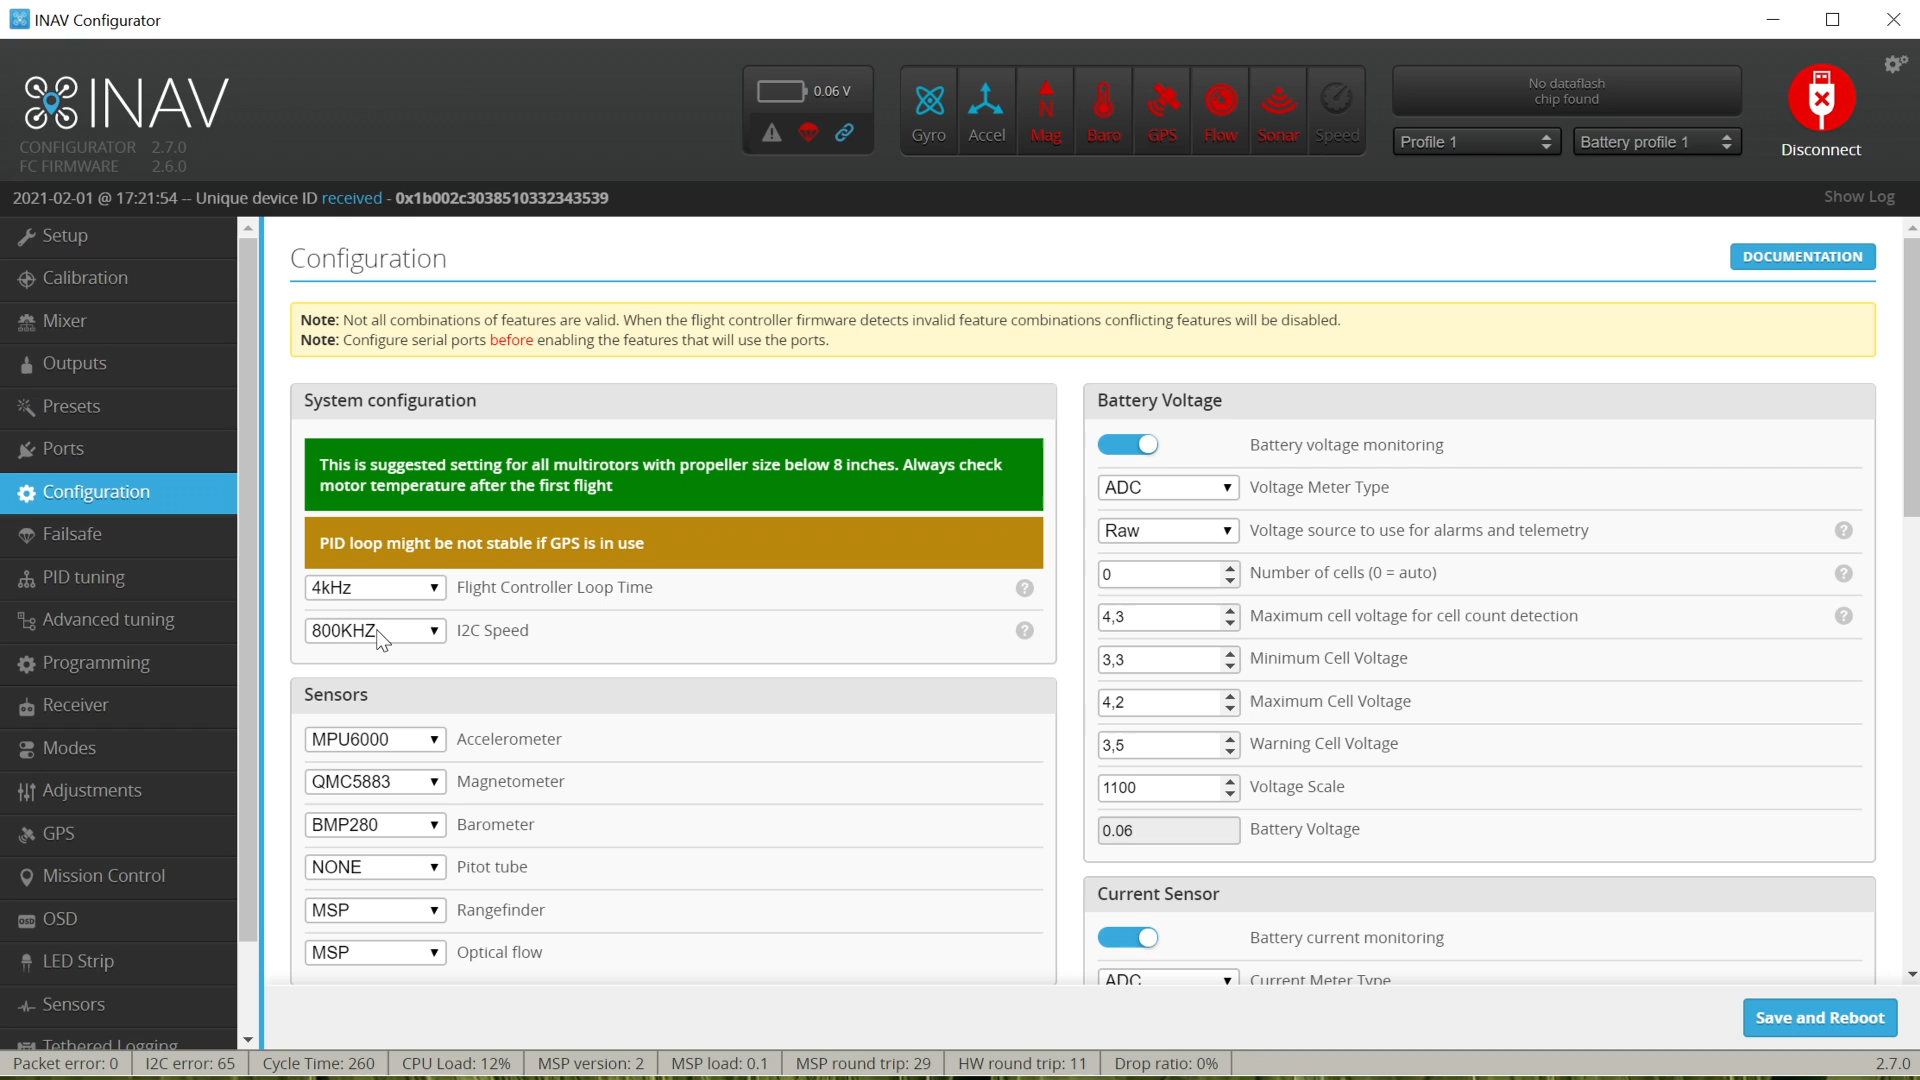 INAV Configurator
INAV
CONFIGURATOR 2.7.0
FC FIRMWARE 2.6.0
0.06 V
Gyro Accel Mag Baro GPS Flow Sonar Speed
No dataflash
chip found
Profile 1 Battery profile 1
Disconnect
2021-02-01 @ 17:21:54 -- Unique device ID received - 0x1b002c3038510332343539
Show Log
Setup
Calibration
Mixer
Outputs
Presets
Ports
Configuration
Failsafe
PID tuning
Advanced tuning
Programming
Receiver
Modes
Adjustments
GPS
Mission Control
OSD
LED Strip
Sensors
Tethered Logging
Configuration
DOCUMENTATION
Note: Not all combinations of features are valid. When the flight controller firmware detects invalid feature combinations conflicting features will be disabled.
Note: Configure serial ports before enabling the features that will use the ports.
System configuration
This is suggested setting for all multirotors with propeller size below 8 inches. Always check
motor temperature after the first flight
PID loop might be not stable if GPS is in use
4kHz Flight Controller Loop Time
800KHZ I2C Speed
Sensors
MPU6000 Accelerometer
QMC5883 Magnetometer
BMP280 Barometer
NONE Pitot tube
MSP Rangefinder
MSP Optical flow
Battery Voltage
Battery voltage monitoring
ADC Voltage Meter Type
Raw Voltage source to use for alarms and telemetry
0 Number of cells (0 = auto)
4,3 Maximum cell voltage for cell count detection
3,3 Minimum Cell Voltage
4,2 Maximum Cell Voltage
3,5 Warning Cell Voltage
1100 Voltage Scale
0.06 Battery Voltage
Current Sensor
Battery current monitoring
ADC Current Meter Type
Save and Reboot
Packet error: 0 I2C error: 65 Cycle Time: 260 CPU Load: 12% MSP version: 2 MSP load: 0.1 MSP round trip: 29 HW round trip: 11 Drop ratio: 0% 2.7.0